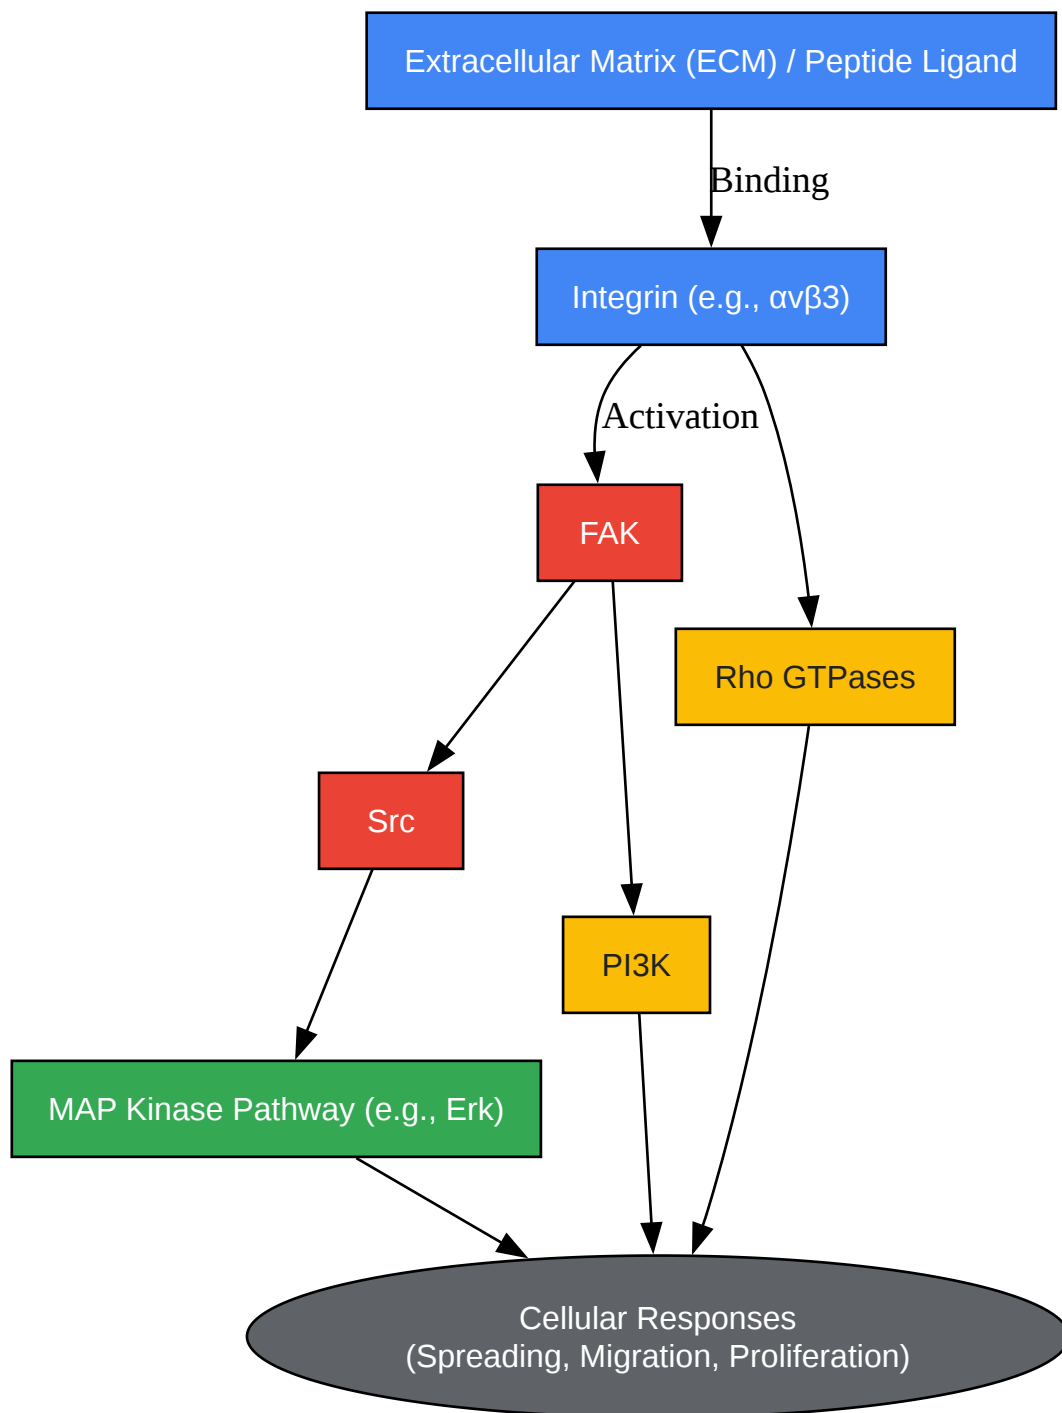 Extracellular Matrix (ECM) / Peptide Ligand
Binding
Integrin (e.g., αvβ3)
Activation
FAK
Rho GTPases
Src
PI3K
MAP Kinase Pathway (e.g., Erk)
Cellular Responses
(Spreading, Migration, Proliferation)